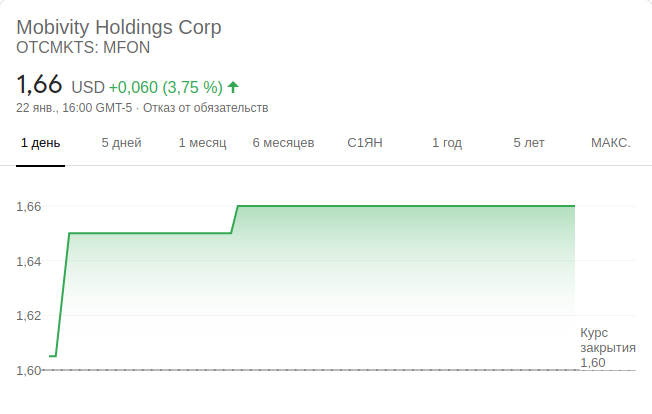 Mobivity Holdings Corp
OTCMKTS: MFON
1,66 USD +0,060 (3,75 %)
22 янв., 16:00 GMT-5 · Отказ от обязательств
1 день 5 дней 1 месяц 6 месяцев С1ЯН 1 год 5 лет МАКС.
1,66
1,64
1,62
1,60
Курс
закрытия
1,60